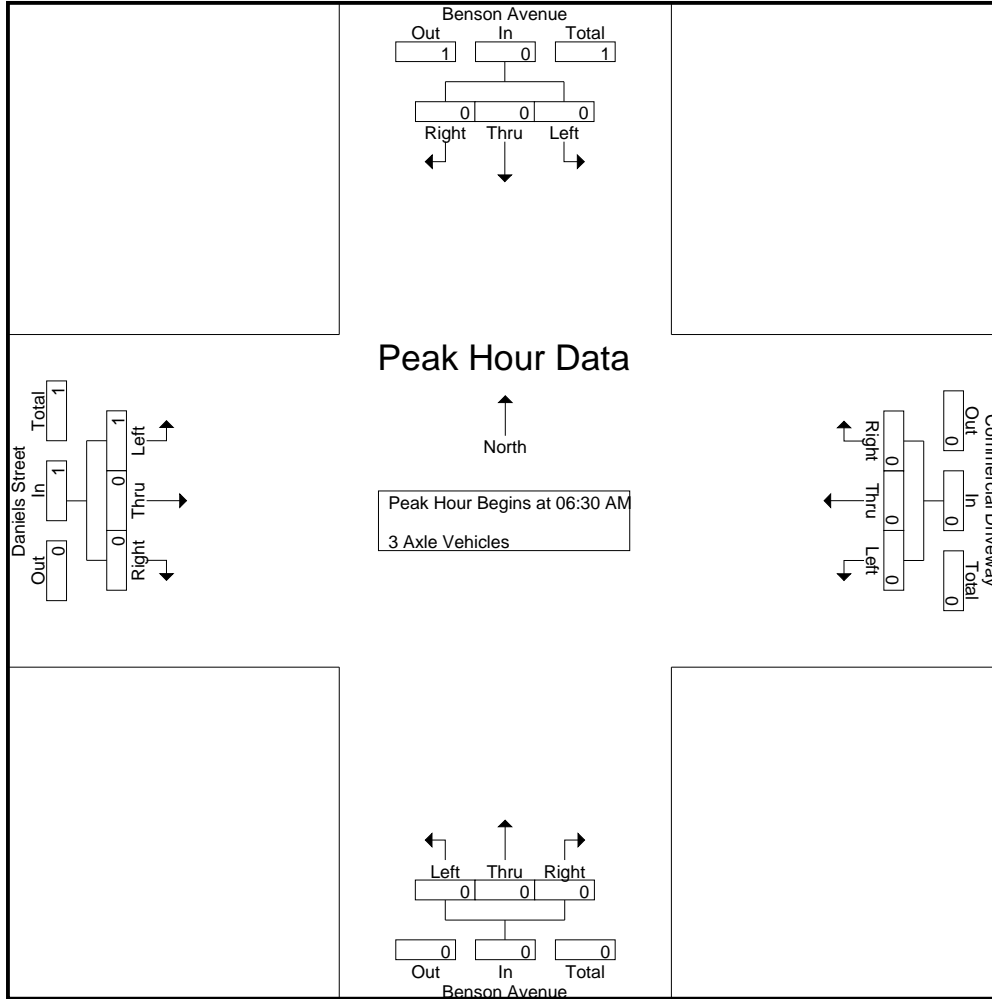 Benson Avenue
Out In Total
1 0 1
0 0 0
Right Thru Left
Peak Hour Data
North
Peak Hour Begins at 06:30 AM
3 Axle Vehicles
Daniels Street
Total In Out
1 1 0
1 0 0
Left Thru Right
Commercial Driveway
Out In Total
0 0 0
0 0 0
Right Thru Left
Left Thru Right
0 0 0
0 0 0
Out In Total
Benson Avenue